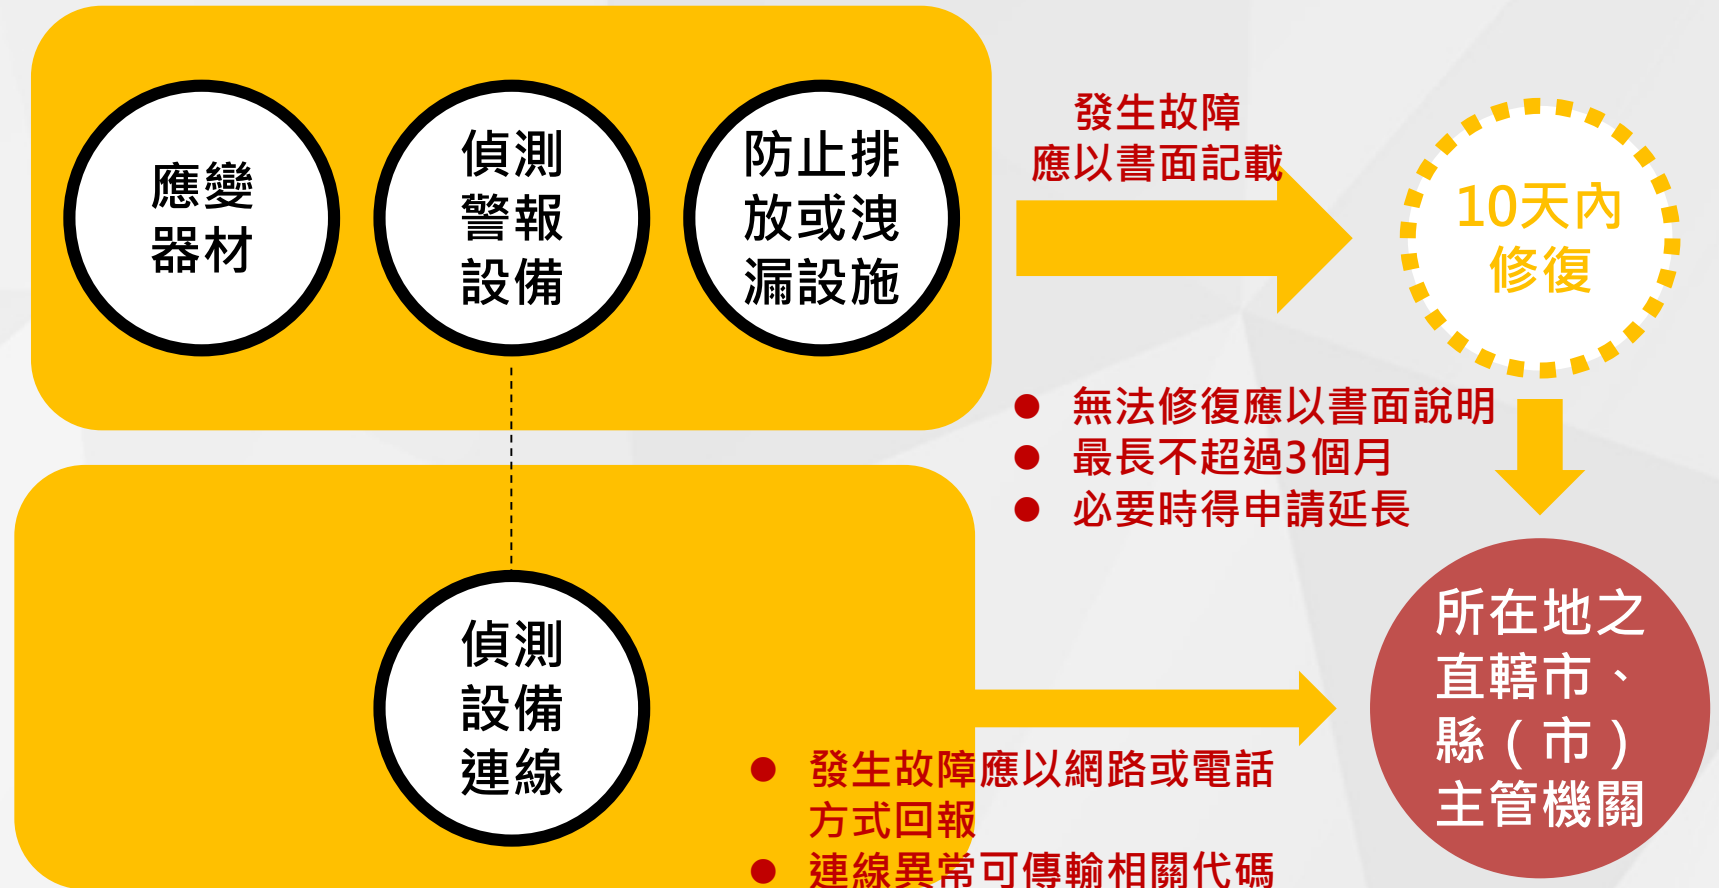 應變
器材
偵測
警報
設備
防止排
放或洩
漏設施
發生故障
應以書面記載
10天內
修復
● 無法修復應以書面說明
● 最長不超過3個月
● 必要時得申請延長
偵測
設備
連線
● 發生故障應以網路或電話
方式回報
● 連線異常可傳輸相關代碼
所在地之
直轄市、
縣（市）
主管機關